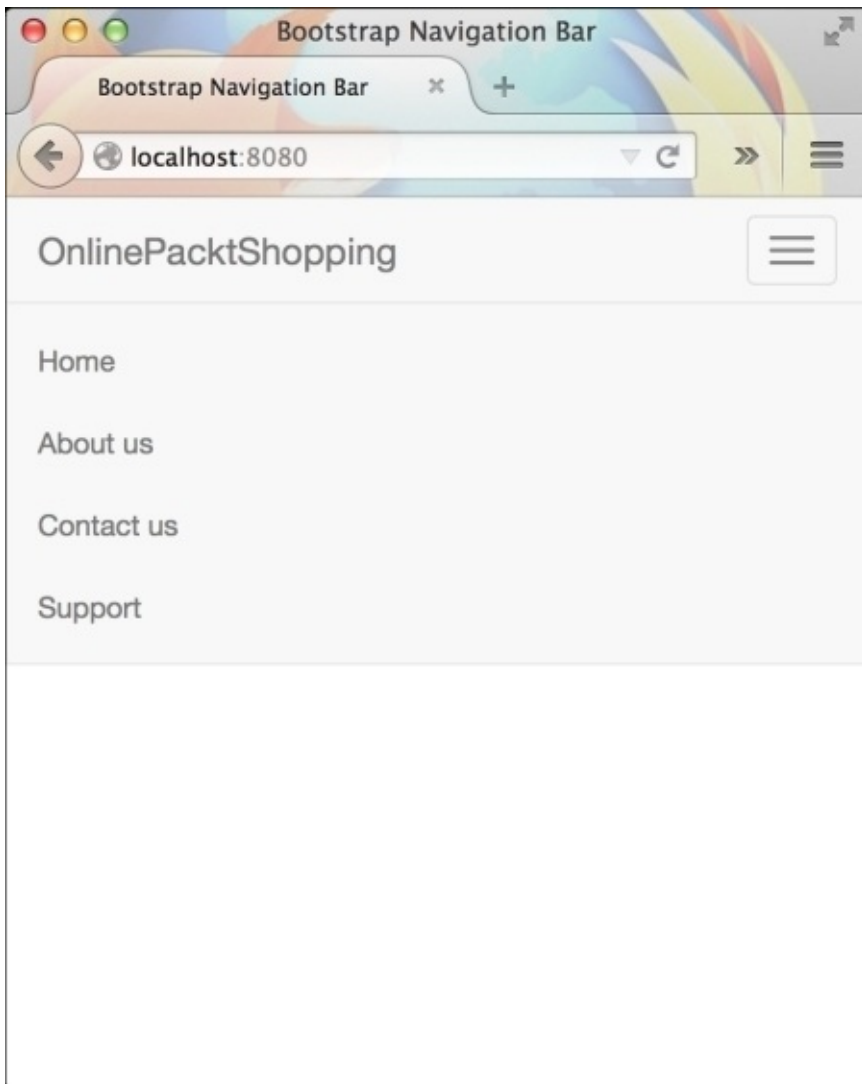 Bootstrap Navigation Bar
Bootstrap Navigation Bar
localhost:8080
OnlinePacktShopping
Home
About us
Contact us
Support